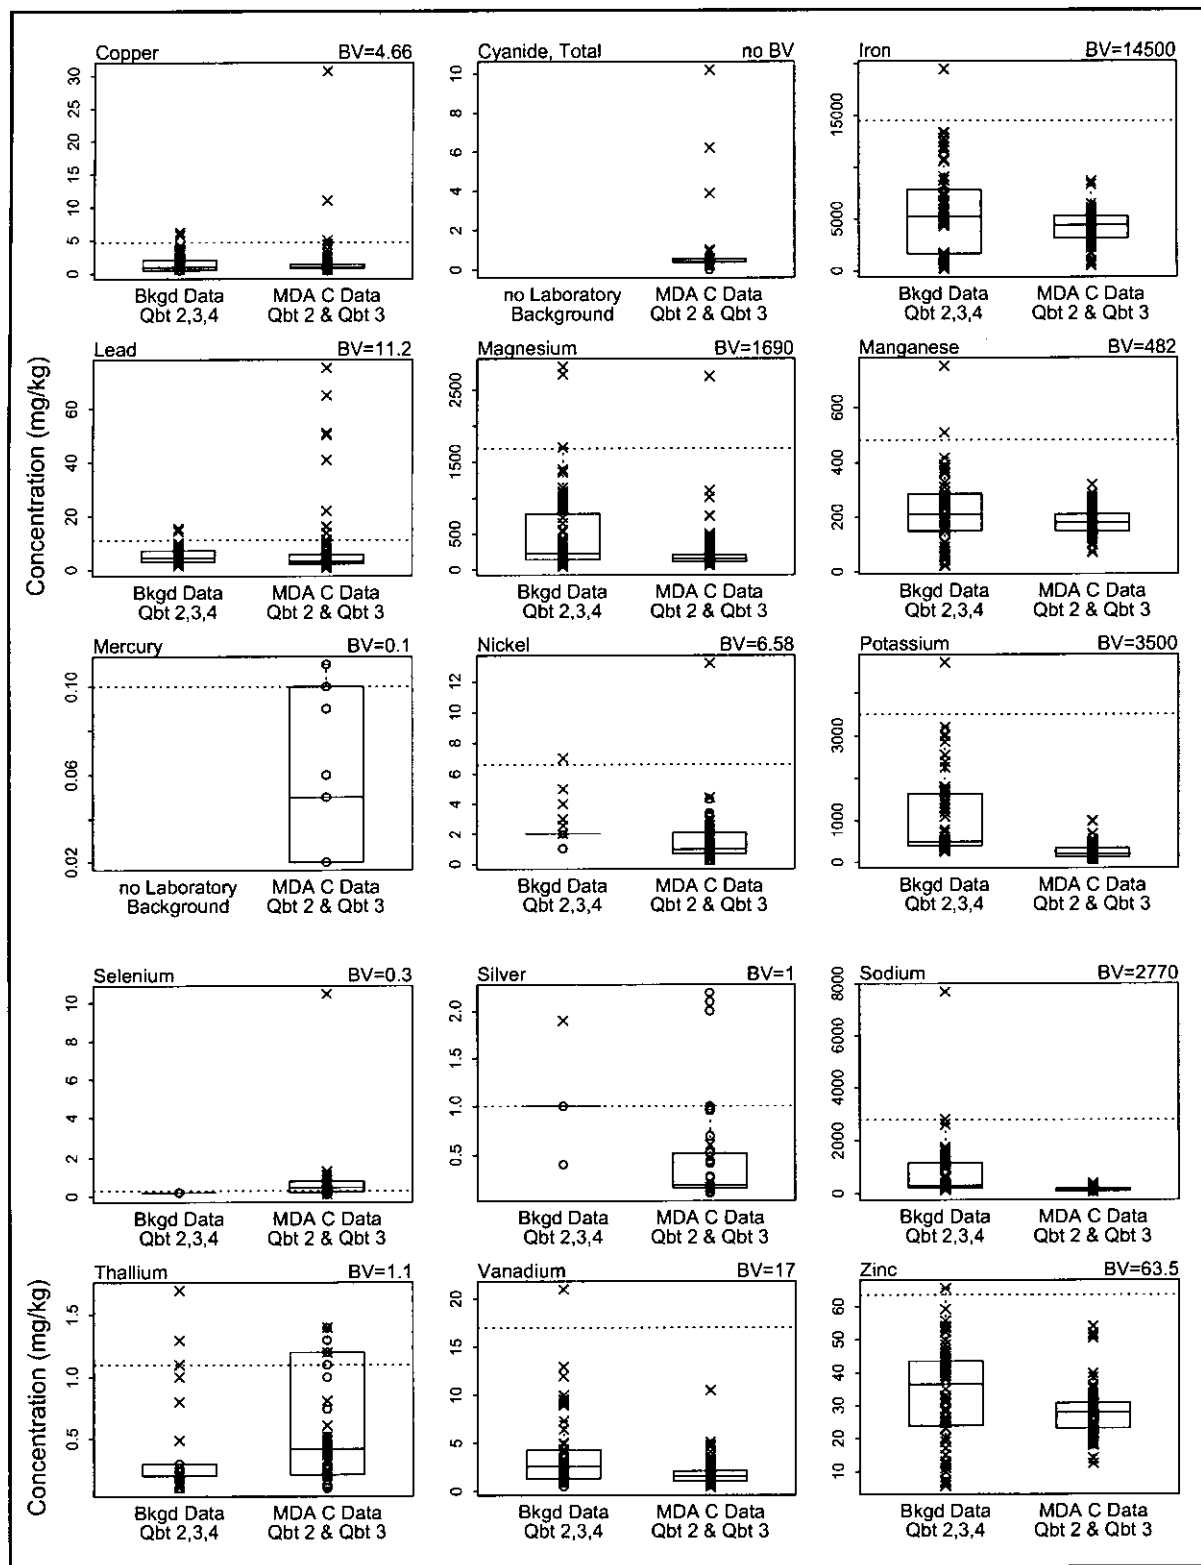 Copper BV=4.66
30
25
20
15
10
5
0
Bkgd Data MDA C Data
Qbt 2,3,4 Qbt 2 & Qbt 3
Cyanide, Total no BV
10
8
6
4
2
0
no Laboratory MDA C Data
Background Qbt 2 & Qbt 3
Iron BV=14500
15000
5000
0
Bkgd Data MDA C Data
Qbt 2,3,4 Qbt 2 & Qbt 3
Concentration (mg/kg)
Lead BV=11.2
60
40
20
0
Bkgd Data MDA C Data
Qbt 2,3,4 Qbt 2 & Qbt 3
Magnesium BV=1690
2500
1500
500
0
Bkgd Data MDA C Data
Qbt 2,3,4 Qbt 2 & Qbt 3
Manganese BV=482
600
400
200
0
Bkgd Data MDA C Data
Qbt 2,3,4 Qbt 2 & Qbt 3
Mercury BV=0.1
0.10
0.06
0.02
no Laboratory MDA C Data
Background Qbt 2 & Qbt 3
Nickel BV=6.58
12
10
8
6
4
2
0
Bkgd Data MDA C Data
Qbt 2,3,4 Qbt 2 & Qbt 3
Potassium BV=3500
3000
1000
0
Bkgd Data MDA C Data
Qbt 2,3,4 Qbt 2 & Qbt 3
Selenium BV=0.3
10
8
6
4
2
0
Bkgd Data MDA C Data
Qbt 2,3,4 Qbt 2 & Qbt 3
Silver BV=1
2.0
1.5
1.0
0.5
Bkgd Data MDA C Data
Qbt 2,3,4 Qbt 2 & Qbt 3
Sodium BV=2770
8000
6000
4000
2000
0
Bkgd Data MDA C Data
Qbt 2,3,4 Qbt 2 & Qbt 3
Concentration (mg/kg)
Thallium BV=1.1
1.5
1.0
0.5
Bkgd Data MDA C Data
Qbt 2,3,4 Qbt 2 & Qbt 3
Vanadium BV=17
20
15
10
5
0
Bkgd Data MDA C Data
Qbt 2,3,4 Qbt 2 & Qbt 3
Zinc BV=63.5
60
50
40
30
20
10
Bkgd Data MDA C Data
Qbt 2,3,4 Qbt 2 & Qbt 3